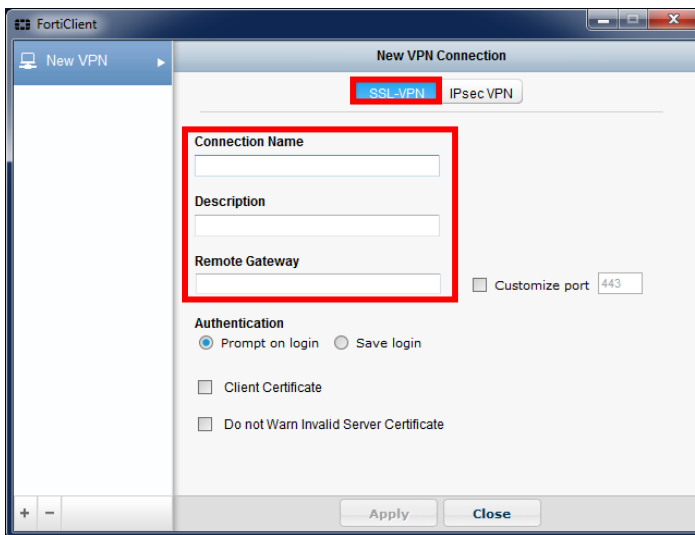 FortiClient
New VPN
New VPN Connection
SSL-VPN IPsec VPN
Connection Name
Description
Remote Gateway
Customize port 443
Authentication
Prompt on login Save login
Client Certificate
Do not Warn Invalid Server Certificate
+ − Apply Close